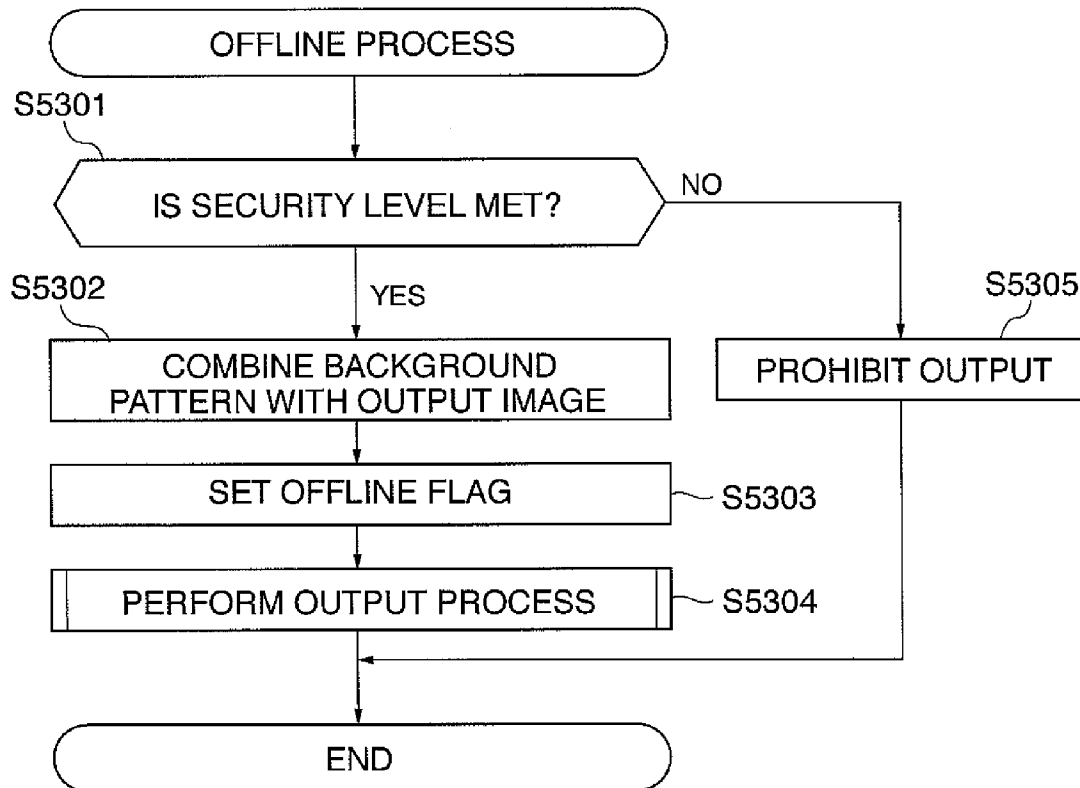 OFFLINE PROCESS
S5301
IS SECURITY LEVEL MET?
NO
YES
S5302
S5305
COMBINE BACKGROUND
PATTERN WITH OUTPUT IMAGE
PROHIBIT OUTPUT
SET OFFLINE FLAG
S5303
PERFORM OUTPUT PROCESS
S5304
END